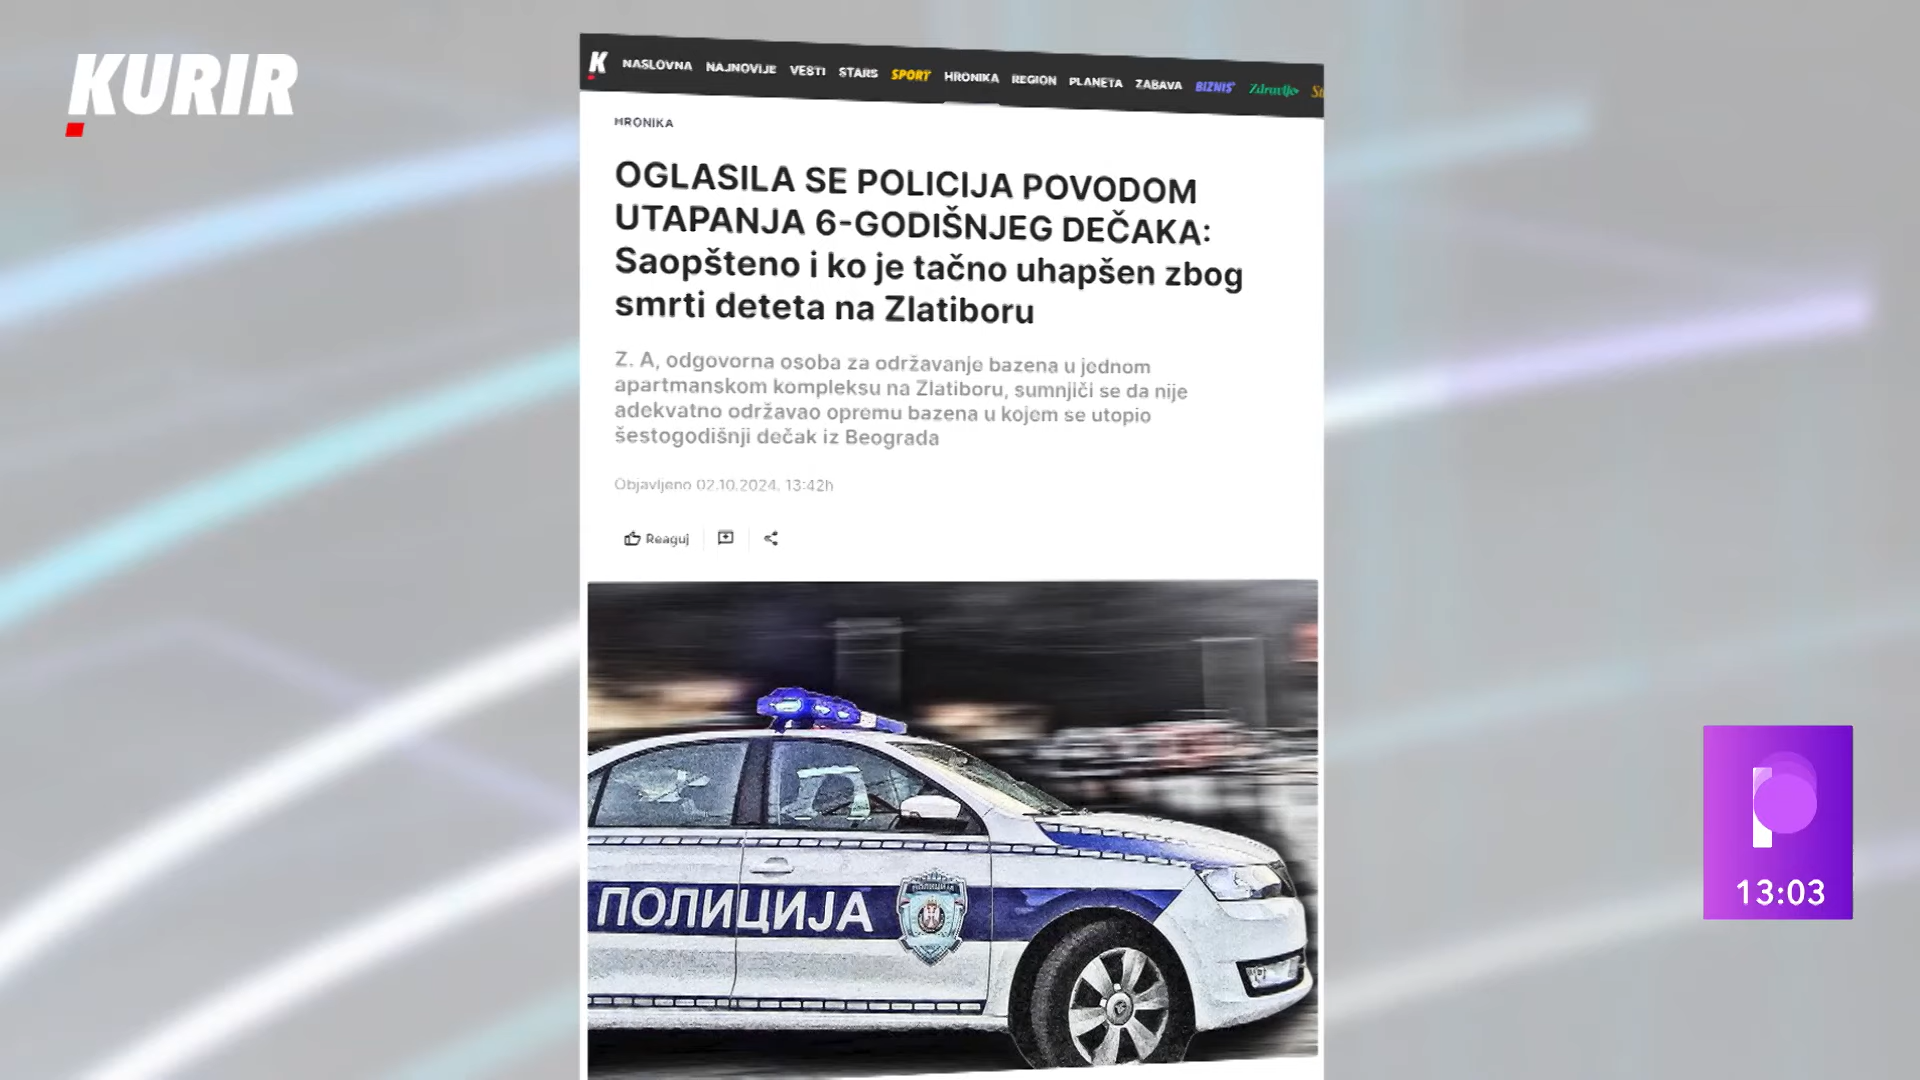 KURIR
K NASLOVNA NAJNOVIJE VESTI STARS SPORT HRONIKA REGION PLANETA ZABAVA BIZNIS Zdravlje
HRONIKA
OGLASILA SE POLICIJA POVODOM
UTAPANJA 6-GODIŠNJEG DEČAKA:
Saopšteno i ko je tačno uhapšen zbog
smrti deteta na Zlatiboru
Z. A, odgovorna osoba za održavanje bazena u jednom
apartmanskom kompleksu na Zlatiboru, sumnjiči se da nije
adekvatno održavao opremu bazena u kojem se utopio
šestogodišnji dečak iz Beograda
Objavljeno 02.10.2024. 13:42h
Reaguj
ПОЛИЦИЈА
13:03